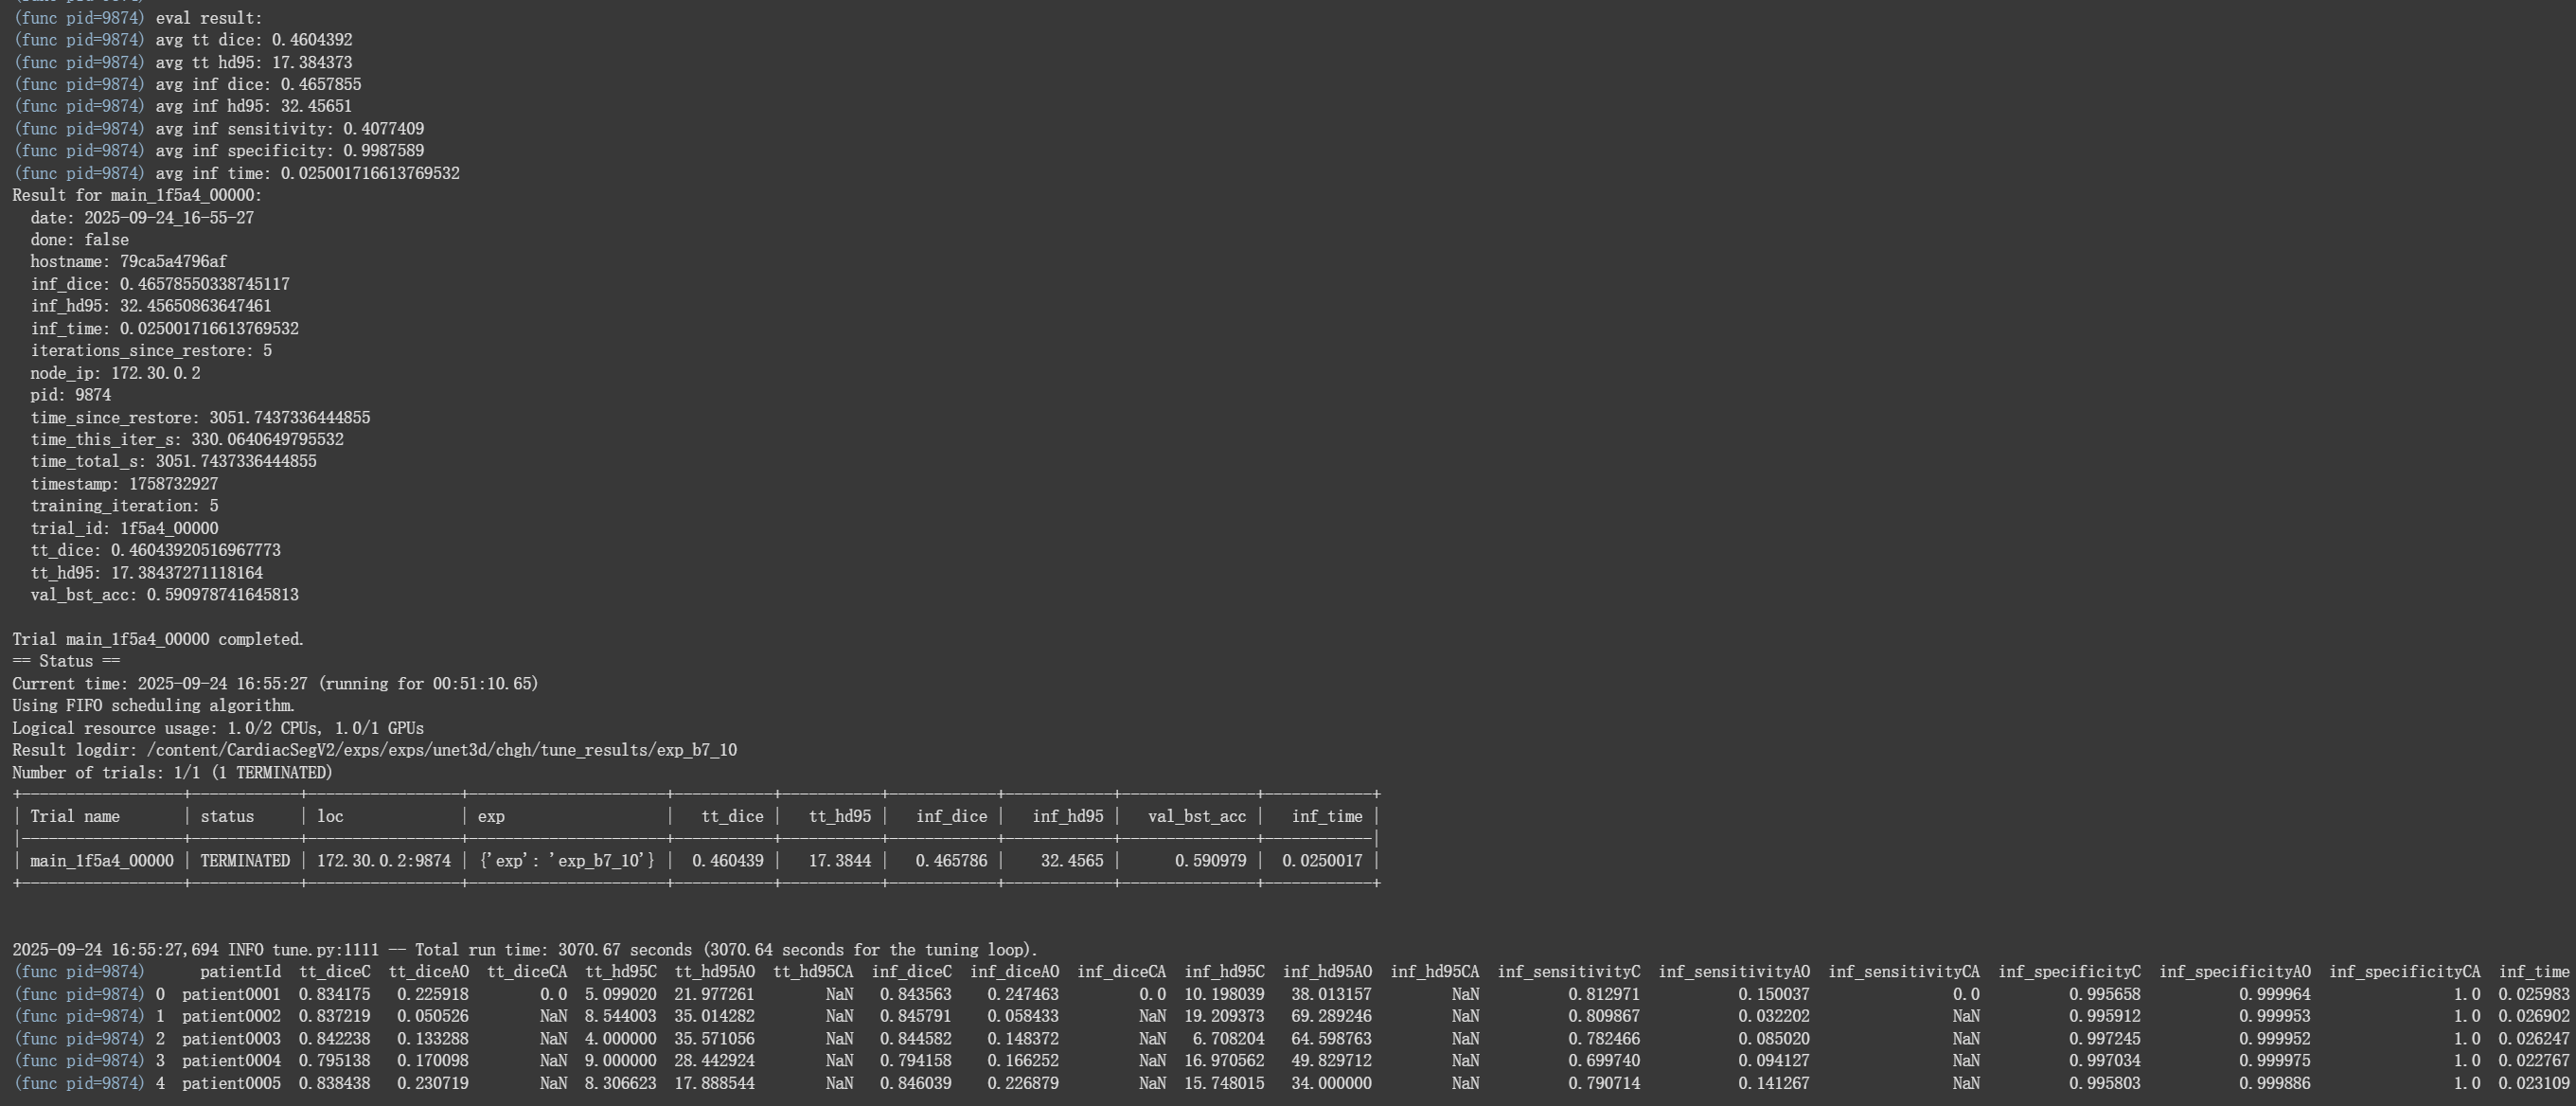 (func pid=9874) eval result:
(func pid=9874) avg tt dice: 0.4604392
(func pid=9874) avg tt hd95: 17.384373
(func pid=9874) avg inf dice: 0.4657855
(func pid=9874) avg inf hd95: 32.45651
(func pid=9874) avg inf sensitivity: 0.4077409
(func pid=9874) avg inf specificity: 0.9987589
(func pid=9874) avg inf time: 0.025001716613769532
Result for main_1f5a4_00000:
  date: 2025-09-24_16-55-27
  done: false
  hostname: 79ca5a4796af
  inf_dice: 0.46578550338745117
  inf_hd95: 32.45650863647461
  inf_time: 0.025001716613769532
  iterations_since_restore: 5
  node_ip: 172.30.0.2
  pid: 9874
  time_since_restore: 3051.7437336444855
  time_this_iter_s: 330.0640649795532
  time_total_s: 3051.7437336444855
  timestamp: 1758732927
  training_iteration: 5
  trial_id: 1f5a4_00000
  tt_dice: 0.46043920516967773
  tt_hd95: 17.38437271118164
  val_bst_acc: 0.590978741645813
Trial main_1f5a4_00000 completed.
== Status ==
Current time: 2025-09-24 16:55:27 (running for 00:51:10.65)
Using FIFO scheduling algorithm.
Logical resource usage: 1.0/2 CPUs, 1.0/1 GPUs
Result logdir: /content/CardiacSegV2/exps/exps/unet3d/chgh/tune_results/exp_b7_10
Number of trials: 1/1 (1 TERMINATED)
| Trial name | status | loc | exp | tt_dice | tt_hd95 | inf_dice | inf_hd95 | val_bst_acc | inf_time |
| main_1f5a4_00000 | TERMINATED | 172.30.0.2:9874 | {'exp': 'exp_b7_10'} | 0.460439 | 17.3844 | 0.465786 | 32.4565 | 0.590979 | 0.0250017 |
2025-09-24 16:55:27,694 INFO tune.py:1111 -- Total run time: 3070.67 seconds (3070.64 seconds for the tuning loop).
(func pid=9874) patientId tt_diceC tt_diceAO tt_diceCA tt_hd95C tt_hd95AO tt_hd95CA inf_diceC inf_diceAO inf_diceCA inf_hd95C inf_hd95AO inf_hd95CA inf_sensitivityC inf_sensitivityAO inf_sensitivityCA inf_specificityC inf_specificityAO inf_specificityCA inf_time
(func pid=9874) 0 patient0001 0.834175 0.225918 0.0 5.099020 21.977261 NaN 0.843563 0.247463 0.0 10.198039 38.013157 NaN 0.812971 0.150037 0.0 0.995658 0.999964 1.0 0.025983
(func pid=9874) 1 patient0002 0.837219 0.050526 NaN 8.544003 35.014282 NaN 0.845791 0.058433 NaN 19.209373 69.289246 NaN 0.809867 0.032202 NaN 0.995912 0.999953 1.0 0.026902
(func pid=9874) 2 patient0003 0.842238 0.133288 NaN 4.000000 35.571056 NaN 0.844582 0.148372 NaN 6.708204 64.598763 NaN 0.782466 0.085020 NaN 0.997245 0.999952 1.0 0.026247
(func pid=9874) 3 patient0004 0.795138 0.170098 NaN 9.000000 28.442924 NaN 0.794158 0.166252 NaN 16.970562 49.829712 NaN 0.699740 0.094127 NaN 0.997034 0.999975 1.0 0.022767
(func pid=9874) 4 patient0005 0.838438 0.230719 NaN 8.306623 17.888544 NaN 0.846039 0.226879 NaN 15.748015 34.000000 NaN 0.790714 0.141267 NaN 0.995803 0.999886 1.0 0.023109